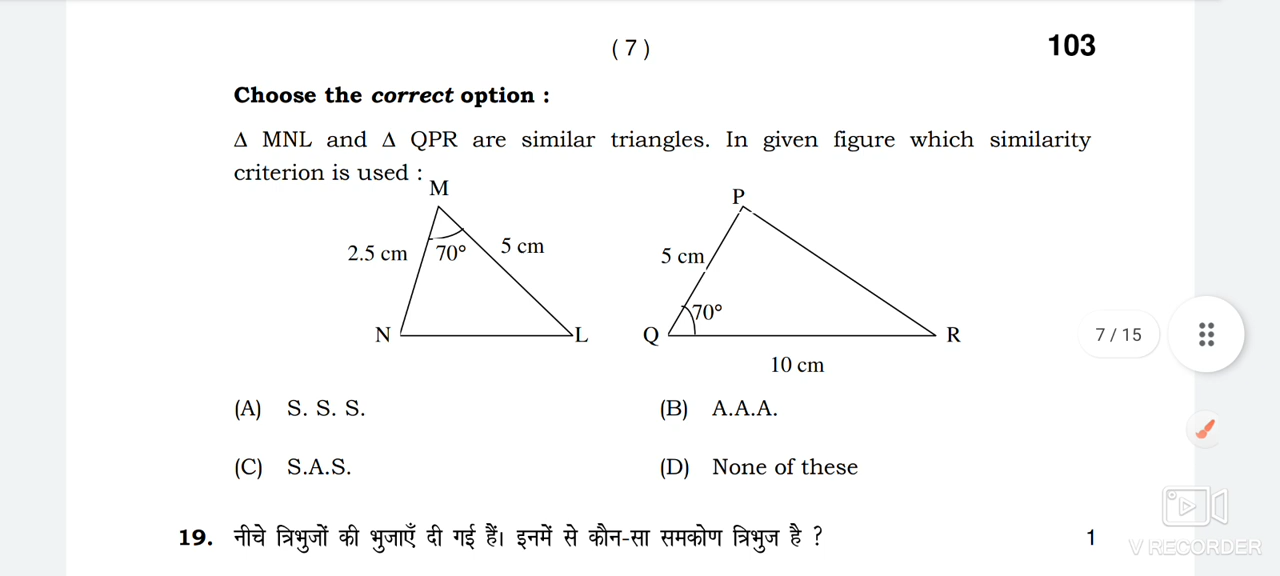 ( 7 )
103
Choose the correct option :
Δ MNL and Δ QPR are similar triangles. In given figure which similarity
criterion is used :
M
P
2.5 cm
70°
5 cm
5 cm
70°
N
L
Q
R
10 cm
7 / 15
(A) S. S. S.
(B) A.A.A.
(C) S.A.S.
(D) None of these
19. नीचे त्रिभुजों की भुजाएँ दी गई हैं। इनमें से कौन-सा समकोण त्रिभुज है ? 1
V RECORDER